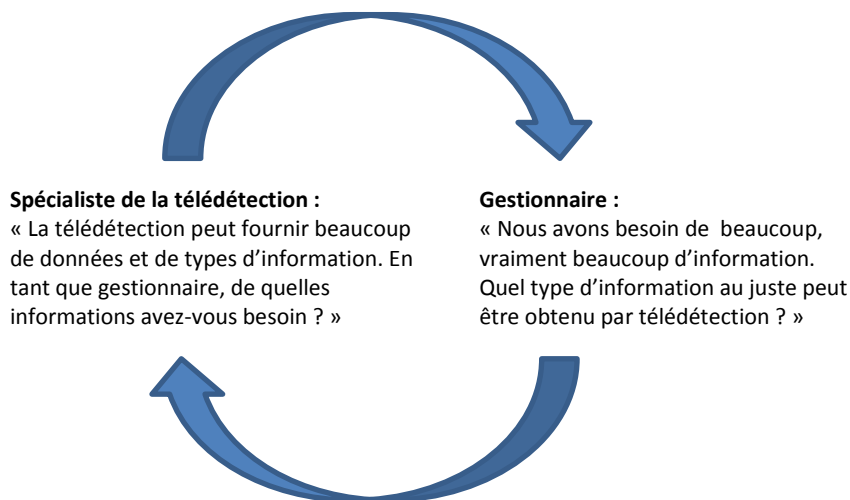 Spécialiste de la télédétection :
« La télédétection peut fournir beaucoup
de données et de types d’information. En
tant que gestionnaire, de quelles
informations avez-vous besoin ? »
Gestionnaire :
« Nous avons besoin de  beaucoup,
vraiment beaucoup d’information.
Quel type d’information au juste peut
être obtenu par télédétection ? »